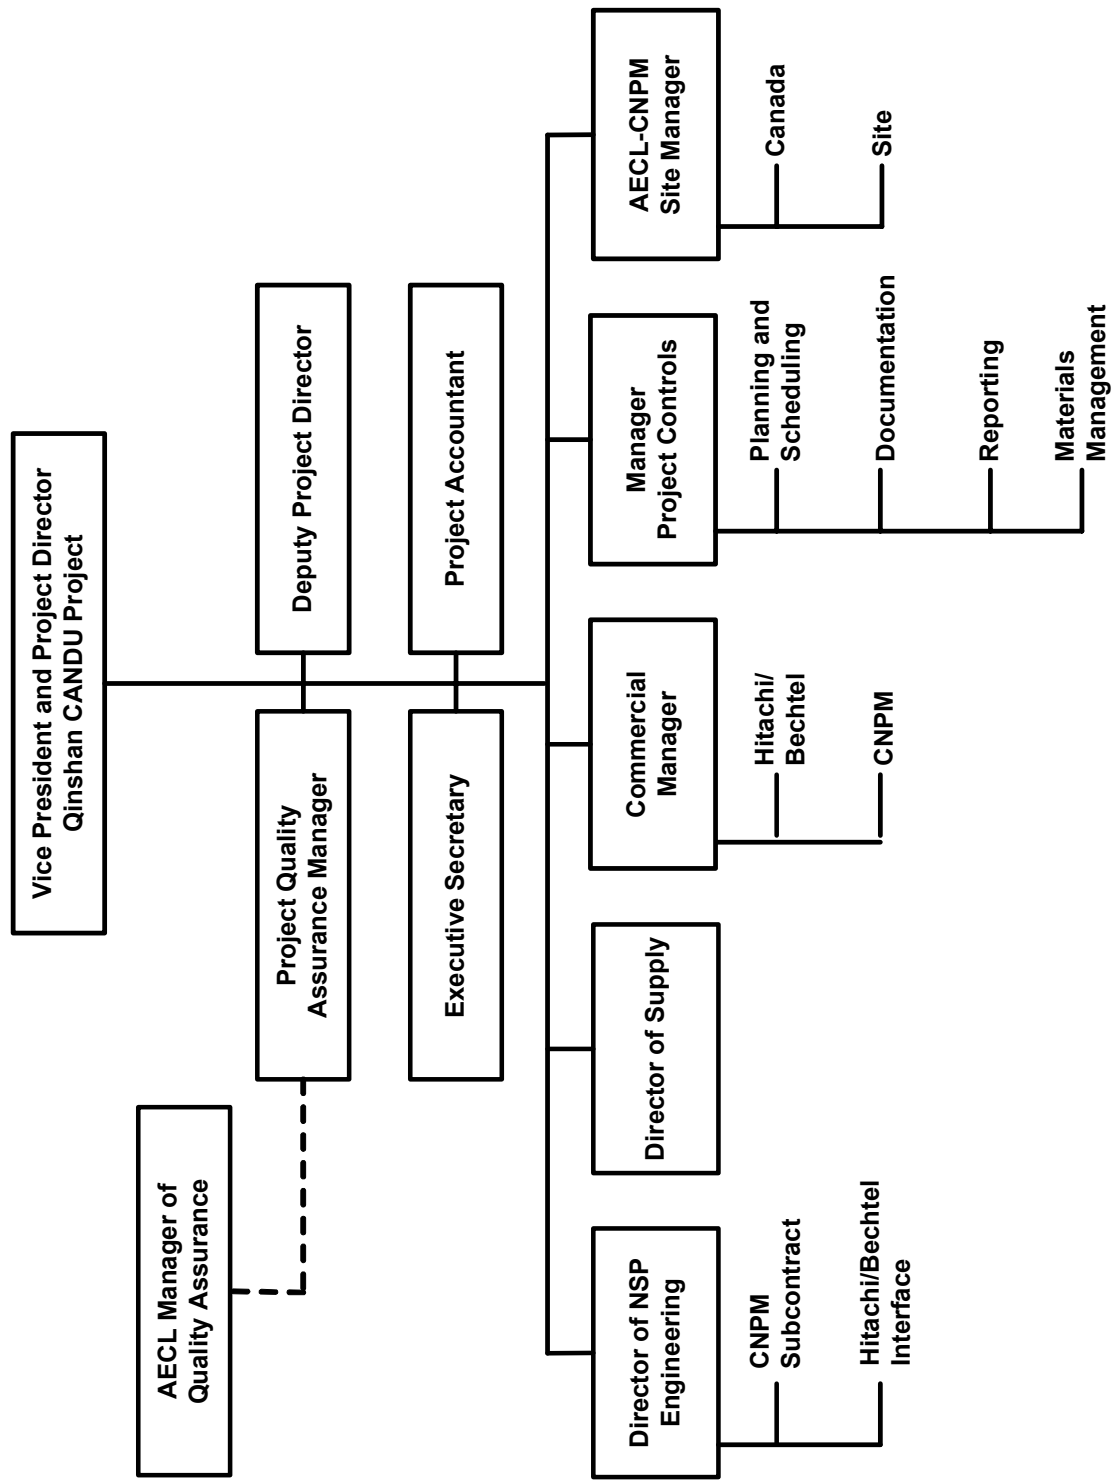 Vice President and Project Director
Qinshan CANDU Project
AECL Manager of
Quality Assurance
Project Quality
Assurance Manager
Deputy Project Director
Executive Secretary
Project Accountant
Director of NSP
Engineering
CNPM
Subcontract
Hitachi/Bechtel
Interface
Director of Supply
Commercial
Manager
Hitachi/
Bechtel
CNPM
Manager
Project Controls
Planning and
Scheduling
Documentation
Reporting
Materials
Management
AECL-CNPM
Site Manager
Canada
Site